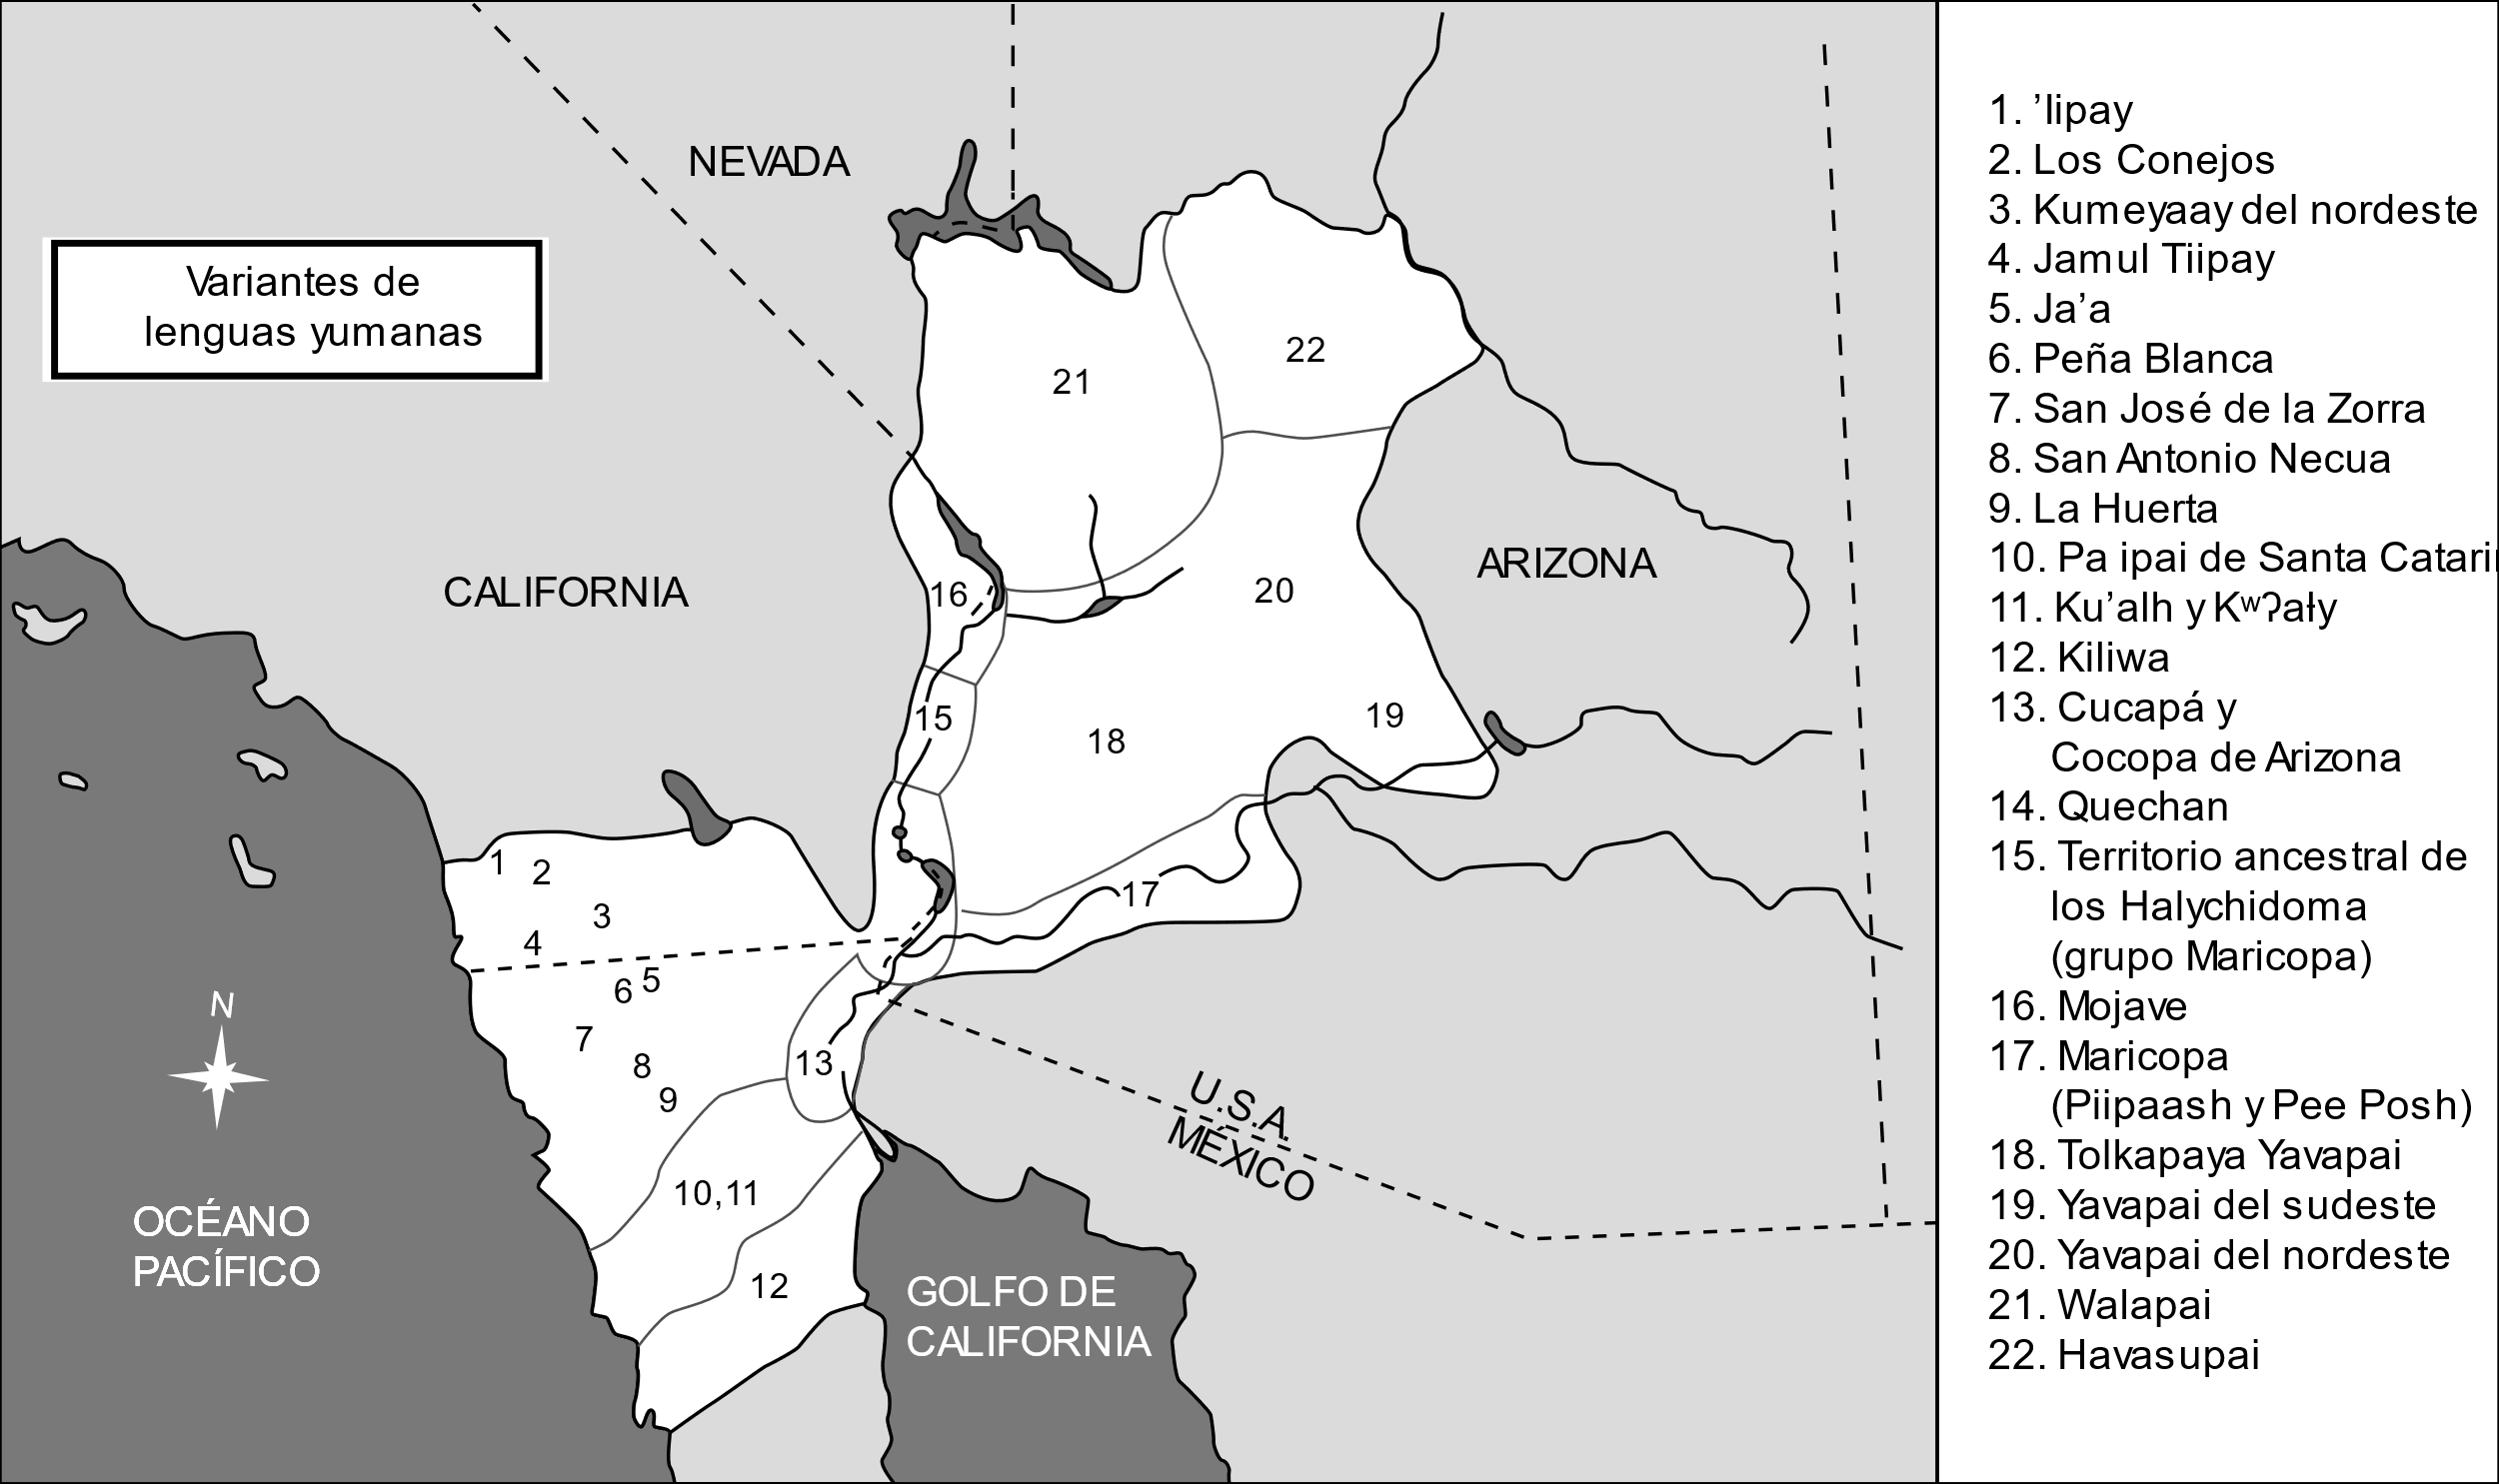 NEVADA
Variantes de
lenguas yumanas
CALIFORNIA
ARIZONA
22
21
16
20
15
18
19
1
2
3
4
17
6
5
7
8
9
13
10,11
12
N
U.S.A.
MÉXICO
OCÉANO
PACÍFICO
GOLFO DE
CALIFORNIA
1. ’Iipay
2. Los Conejos
3. Kumeyaay del nordeste
4. Jamul Tiipay
5. Ja’a
6. Peña Blanca
7. San José de la Zorra
8. San Antonio Necua
9. La Huerta
10. Pa ipai de Santa
11. Ku’alh y Kʷʔały
12. Kiliwa
13. Cucapá y
Cocopa de Arizona
14. Quechan
15. Territorio ancestral de
los Halychidoma
(grupo Maricopa)
16. Mojave
17. Maricopa
(Piipaash y Pee Posh)
18. Tolkapaya Yavapai
19. Yavapai del sudeste
20. Yavapai del nordeste
21. Walapai
22. Havasupai